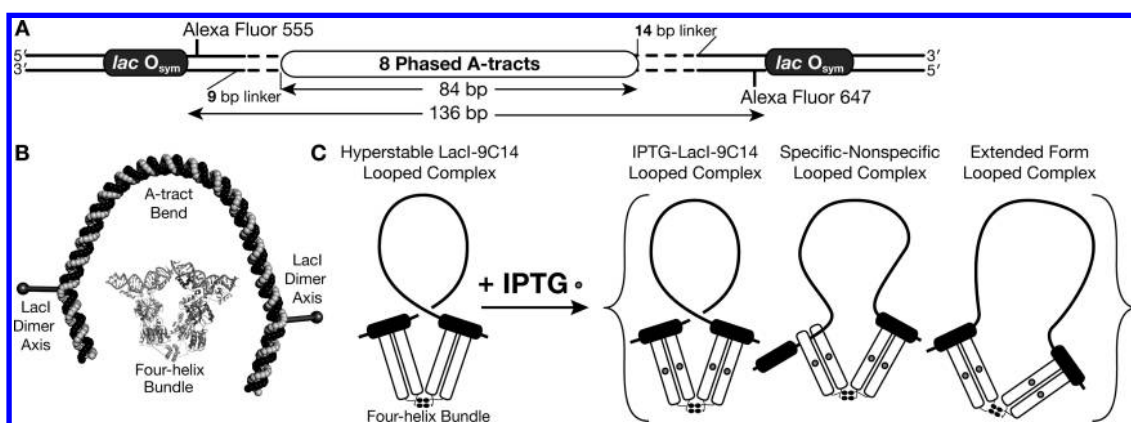 A
Alexa Fluor 555
14 bp linker
5′
3′
lac Osym
8 Phased A-tracts
lac Osym
3′
5′
9 bp linker
84 bp
Alexa Fluor 647
136 bp
B
A-tract
Bend
LacI
Dimer
Axis
LacI
Dimer
Axis
Four-helix
Bundle
C
Hyperstable LacI-9C14
Looped Complex
+ IPTG
Four-helix Bundle
IPTG-LacI-9C14
Looped Complex
Specific-Nonspecific
Looped Complex
Extended Form
Looped Complex